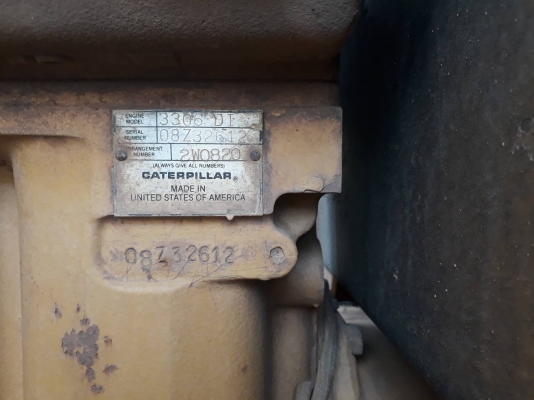 ENGINE MODEL 3306 DI
SERIAL NUMBER 08Z32612
ARRANGEMENT NUMBER 2W0820
(ALWAYS GIVE ALL NUMBERS)
CATERPILLAR®
MADE IN
UNITED STATES OF AMERICA
08Z32612